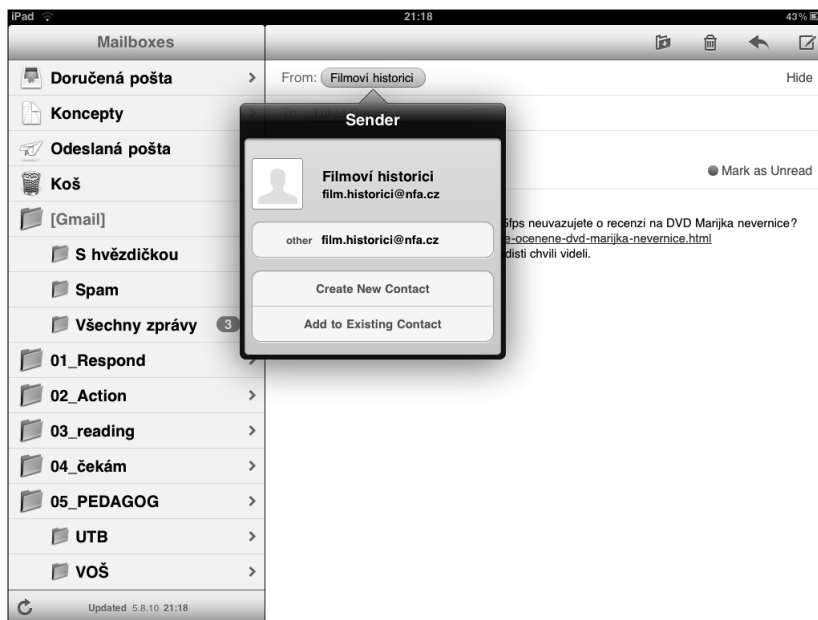 iPad 21:18 43%
Mailboxes
Doručená pošta
Koncepty
Odeslaná pošta
Koš
[Gmail]
S hvězdičkou
Spam
Všechny zprávy 3
01_Respond
02_Action
03_reading
04_čekám
05_PEDAGOG
UTB
VOŠ
Updated 5.8.10 21:18
From: Filmoví historici Hide
Sender
Filmoví historici
film.historici@nfa.cz
other film.historici@nfa.cz
Create New Contact
Add to Existing Contact
Mark as Unread
5fps neuvazujete o recenzi na DVD Marijka nevernice?
e-ocenene-dvd-marijka-nevernice.html
disti chvili videli.